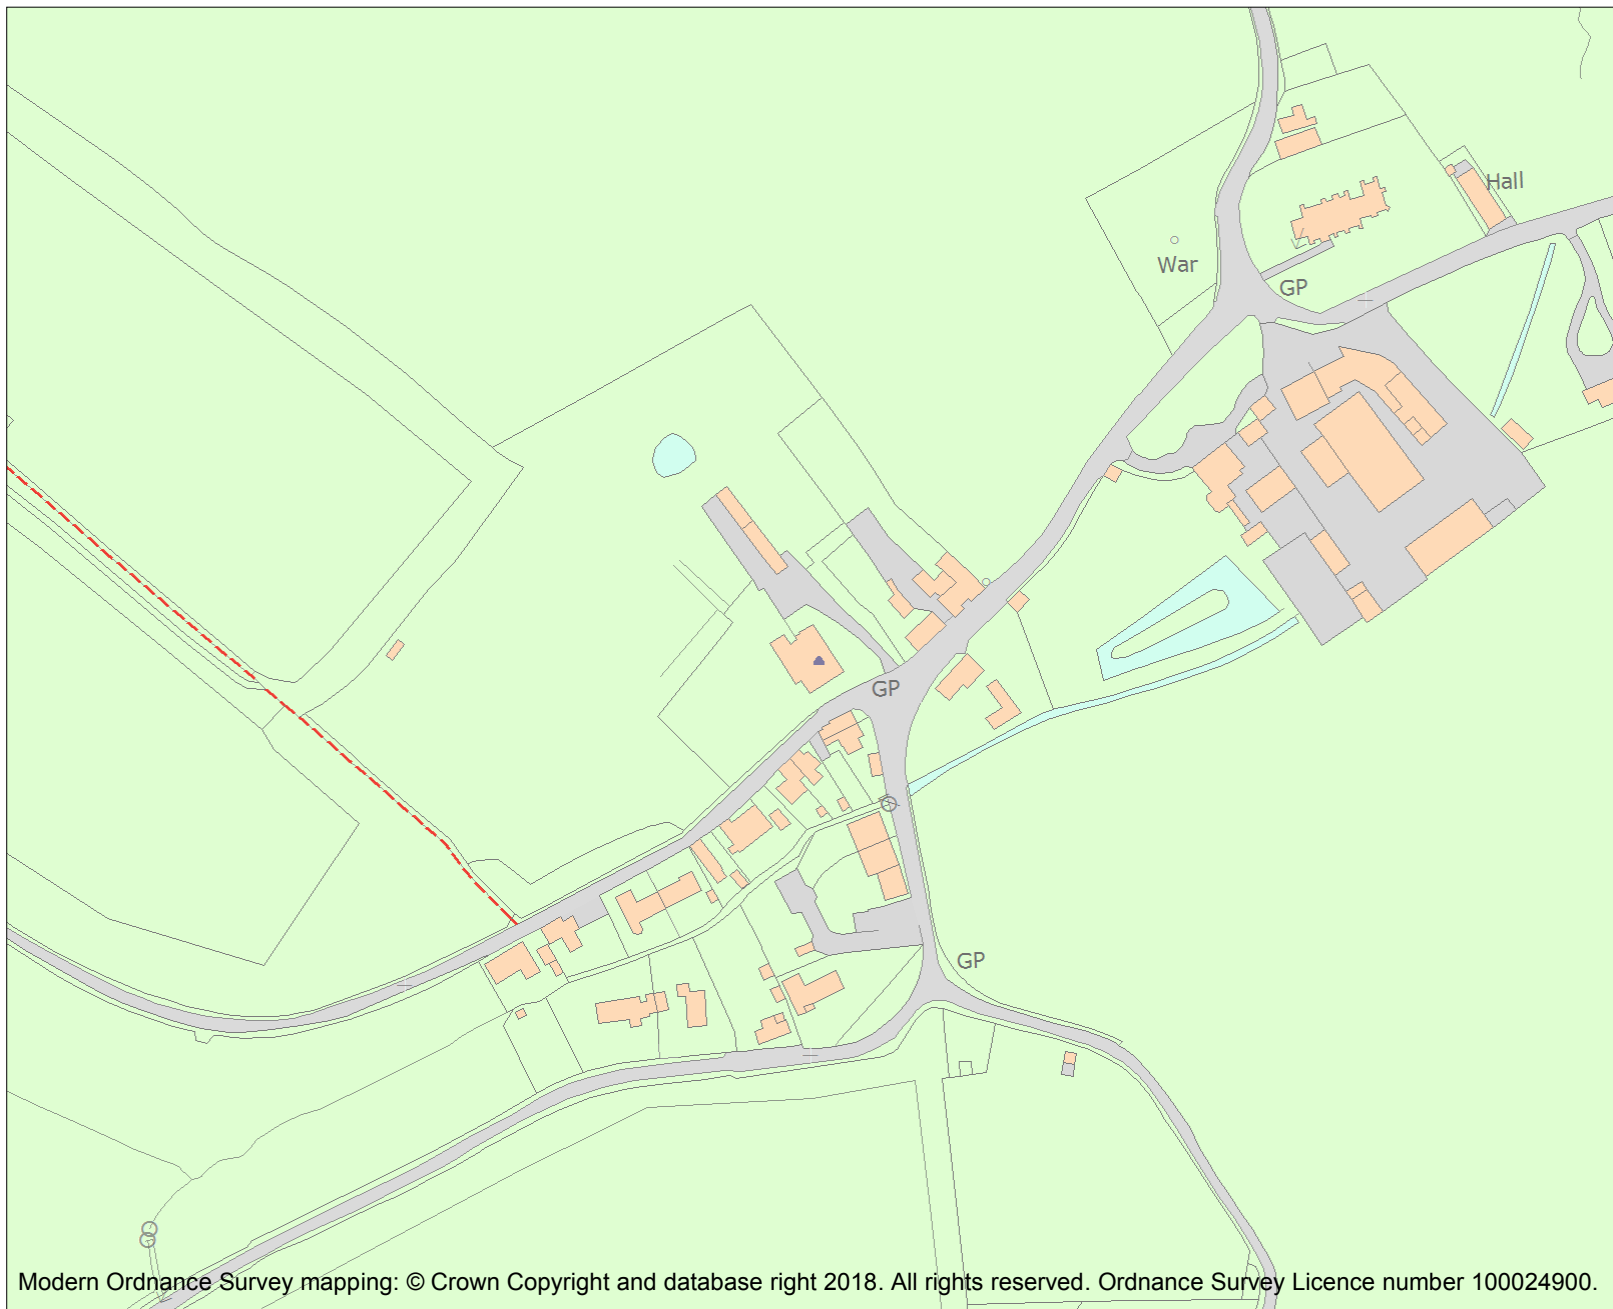 Hall
War
GP
GP
GP
Modern Ordnance Survey mapping: © Crown Copyright and database right 2018. All rights reserved. Ordnance Survey Licence number 100024900.